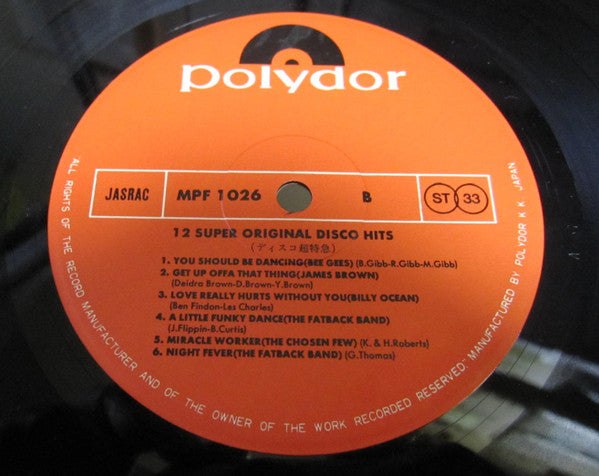 polydor
JASRAC
MPF 1026
B
ST 33
12 SUPER ORIGINAL DISCO HITS
(ディスコ超特急)
1. YOU SHOULD BE DANCING(BEE GEES) (B.Gibb-R.Gibb-M.Gibb)
2. GET UP OFFA THAT THING(JAMES BROWN)
(Deidra Brown-D.Brown-Y.Brown)
3. LOVE REALLY HURTS WITHOUT YOU(BILLY OCEAN)
(Ben Findon-Les Charles)
4. A LITTLE FUNKY DANCE(THE FATBACK BAND)
(J.Flippin-B.Curtis)
5. MIRACLE WORKER(THE CHOSEN FEW) (K. & H.Roberts)
6. NIGHT FEVER(THE FATBACK BAND) (G.Thomas)
ALL RIGHTS OF THE RECORD MANUFACTURER AND OF THE OWNER OF THE WORK RECORDED RESERVED· MANUFACTURED BY POLYDOR K.K. JAPAN